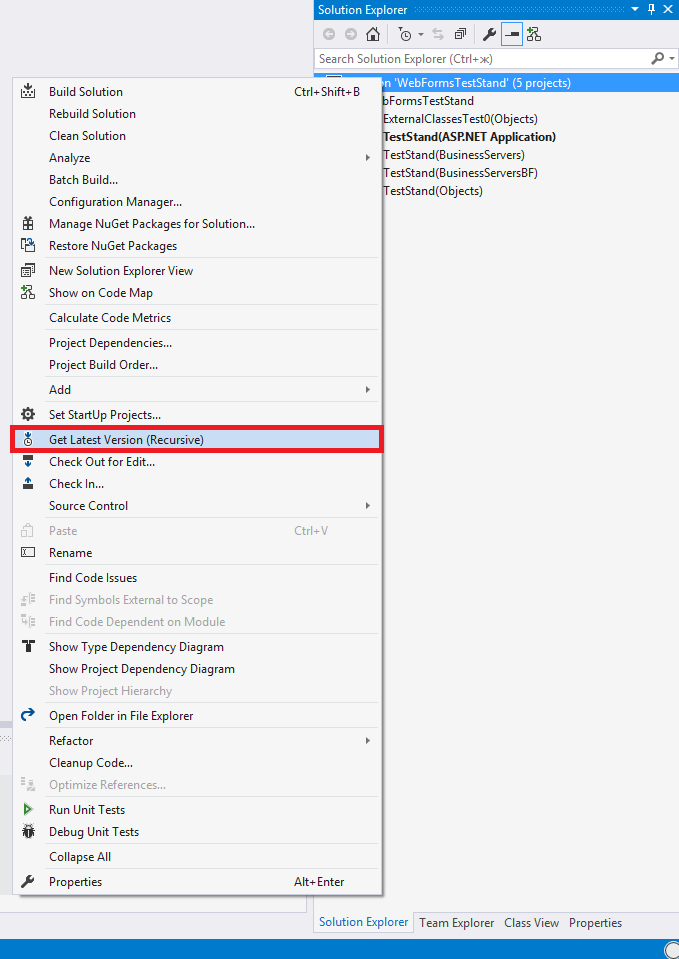 Solution Explorer
Search Solution Explorer (Ctrl+ж)
n 'WebFormsTestStand' (5 projects)
bFormsTestStand
ExternalClassesTest0(Objects)
TestStand(ASP.NET Application)
TestStand(BusinessServers)
TestStand(BusinessServersBF)
TestStand(Objects)
Build Solution Ctrl+Shift+B
Rebuild Solution
Clean Solution
Analyze
Batch Build...
Configuration Manager...
Manage NuGet Packages for Solution...
Restore NuGet Packages
New Solution Explorer View
Show on Code Map
Calculate Code Metrics
Project Dependencies...
Project Build Order...
Add
Set StartUp Projects...
Get Latest Version (Recursive)
Check Out for Edit...
Check In...
Source Control
Paste Ctrl+V
Rename
Find Code Issues
Find Symbols External to Scope
Find Code Dependent on Module
Show Type Dependency Diagram
Show Project Dependency Diagram
Show Project Hierarchy
Open Folder in File Explorer
Refactor
Cleanup Code...
Optimize References...
Run Unit Tests
Debug Unit Tests
Collapse All
Properties Alt+Enter
Solution Explorer Team Explorer Class View Properties